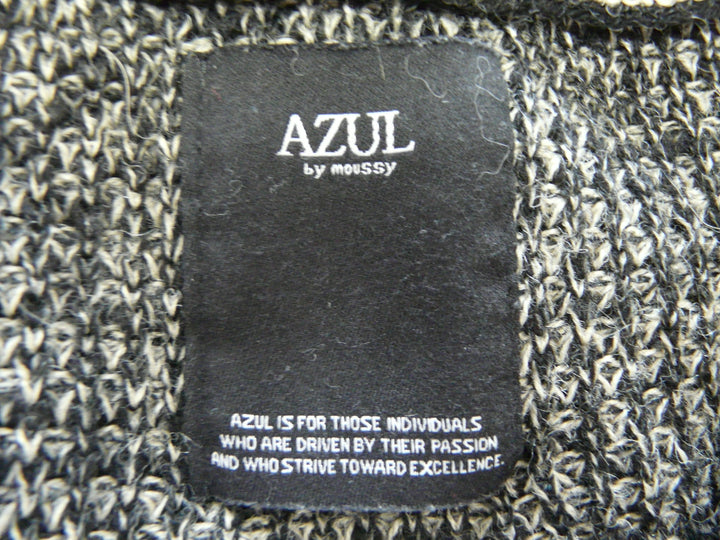 AZUL
by moussy
AZUL IS FOR THOSE INDIVIDUALS
WHO ARE DRIVEN BY THEIR PASSION
AND WHO STRIVE TOWARD EXCELLENCE.